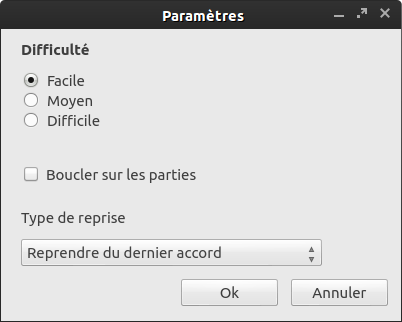 Paramètres
Difficulté
Facile
Moyen
Difficile
Boucler sur les parties
Type de reprise
Reprendre du dernier accord
Ok
Annuler